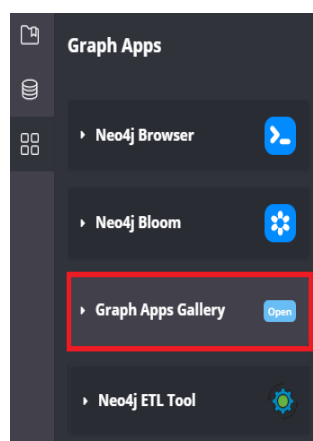 Graph Apps
Neo4j Browser
Neo4j Bloom
Graph Apps Gallery
Open
Neo4j ETL Tool